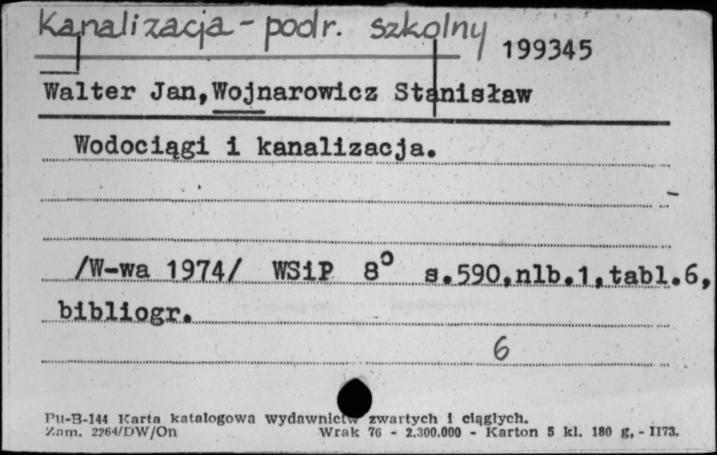 Kanalizacja - podr. szkolny
199345
Walter Jan, Wojnarowicz Stanisław
Wodociągi i kanalizacja.
/W-wa 1974/ WSiP 8° s.590,nlb.1,tabl.6,
bibliogr.
6
Pu-B-144 Karta katalogowa wydawnictw zwartych i ciągłych.
Zam. 2264/DW/On Wrak 76 - 2.300.000 - Karton 5 kl. 180 g. - II73.